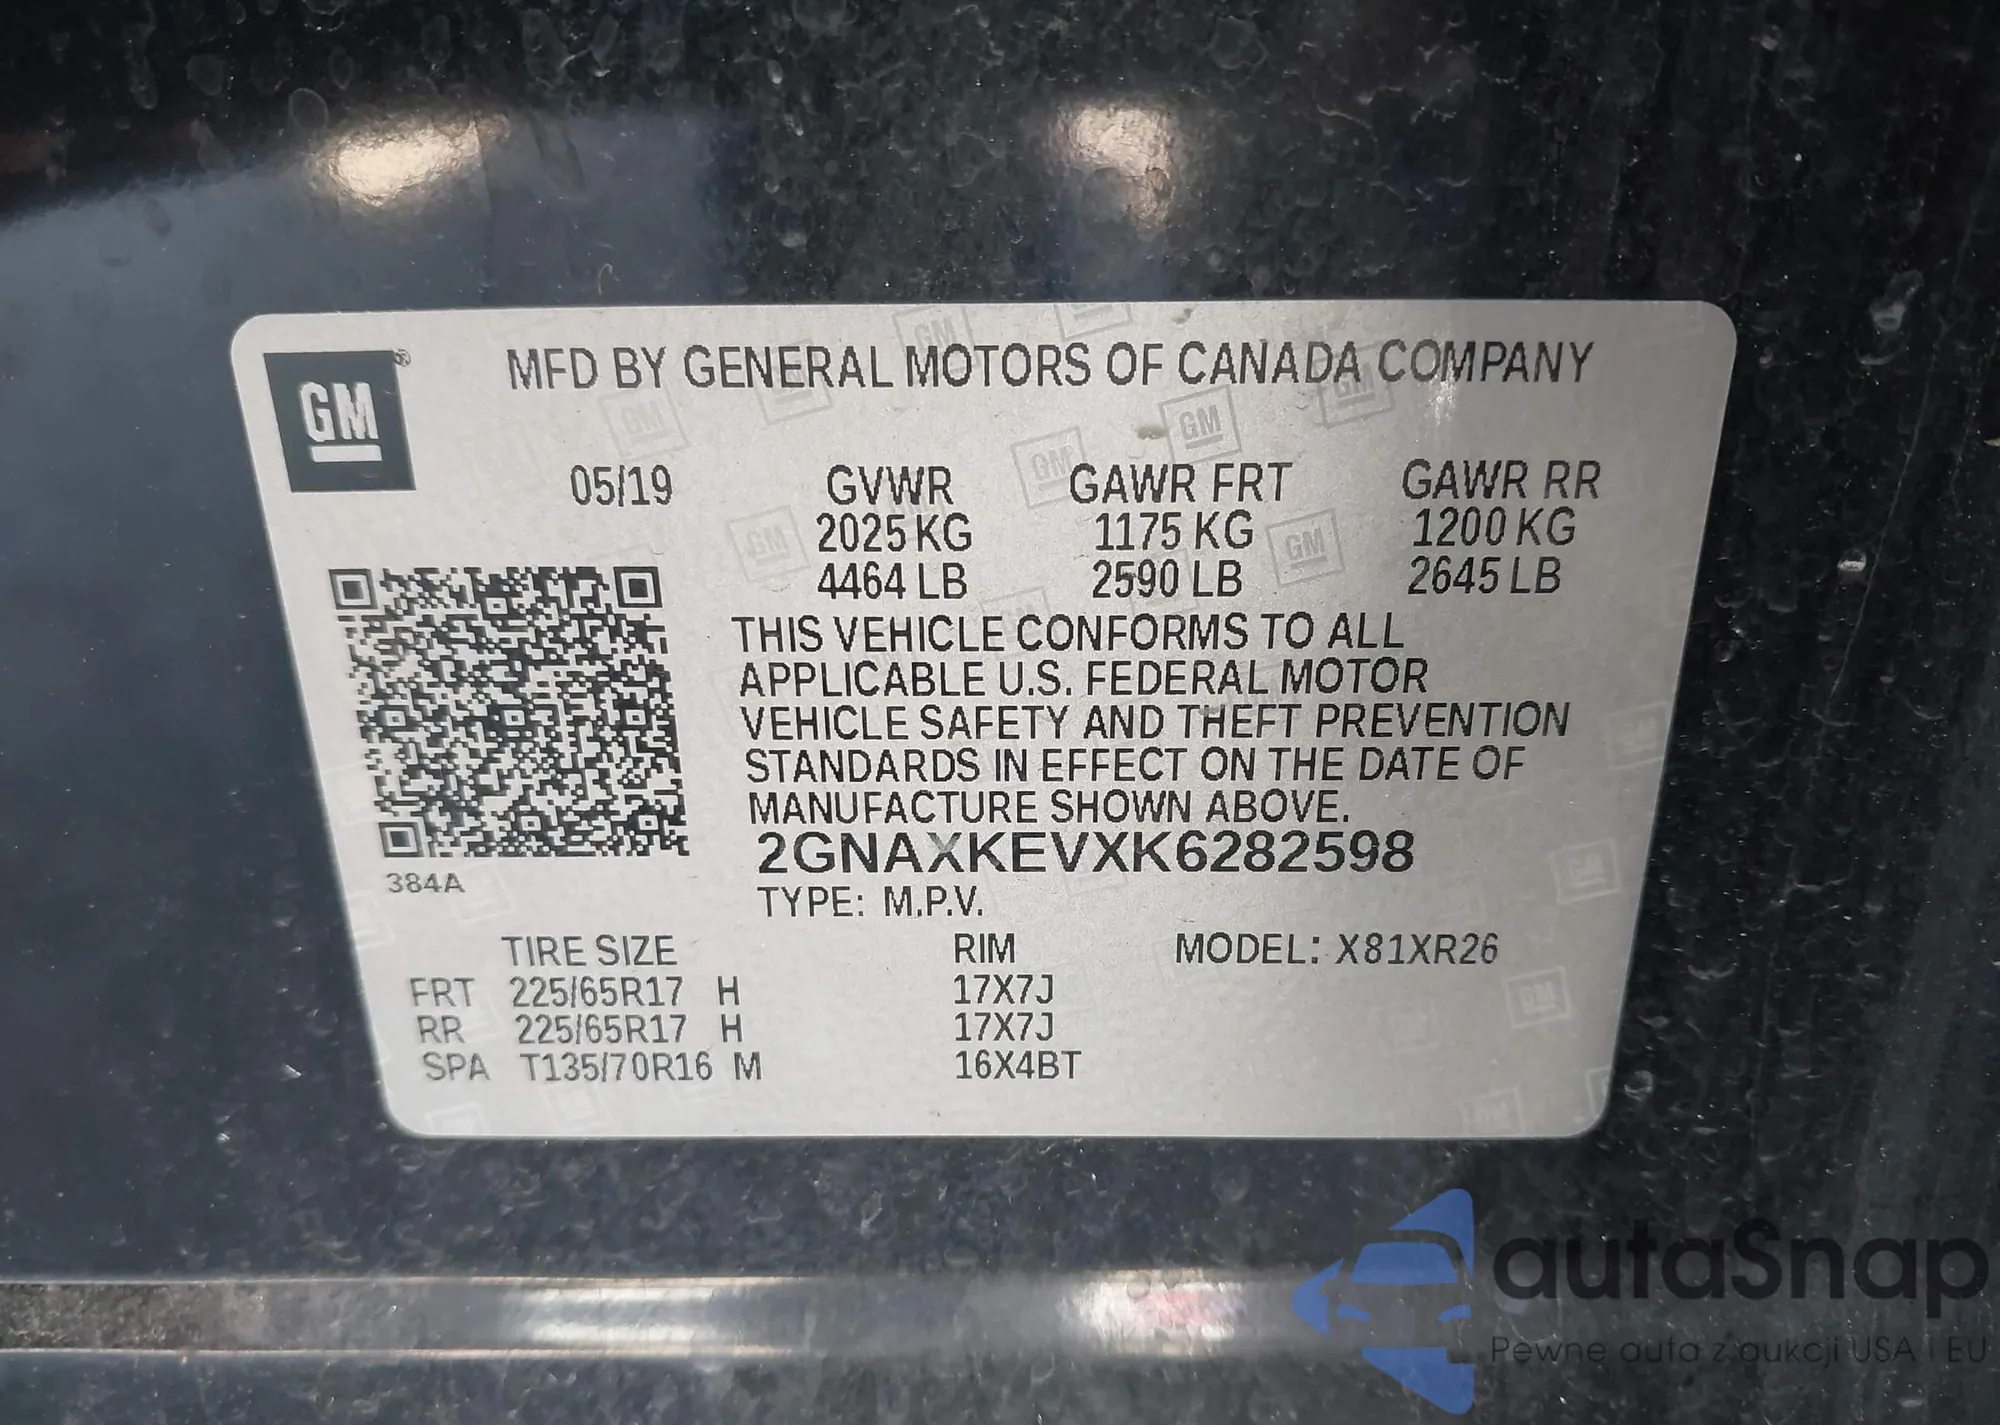 GM®
MFD BY GENERAL MOTORS OF CANADA COMPANY
05/19 GVWR GAWR FRT GAWR RR
2025 KG 1175 KG 1200 KG
4464 LB 2590 LB 2645 LB
THIS VEHICLE CONFORMS TO ALL
APPLICABLE U.S. FEDERAL MOTOR
VEHICLE SAFETY AND THEFT PREVENTION
STANDARDS IN EFFECT ON THE DATE OF
MANUFACTURE SHOWN ABOVE.
2GNAXKEVXK6282598
384A
TYPE: M.P.V.
TIRE SIZE RIM MODEL: X81XR26
FRT 225/65R17 H 17X7J
RR 225/65R17 H 17X7J
SPA T135/70R16 M 16X4BT
autaSnap
Pewne auta z aukcji USA i EU